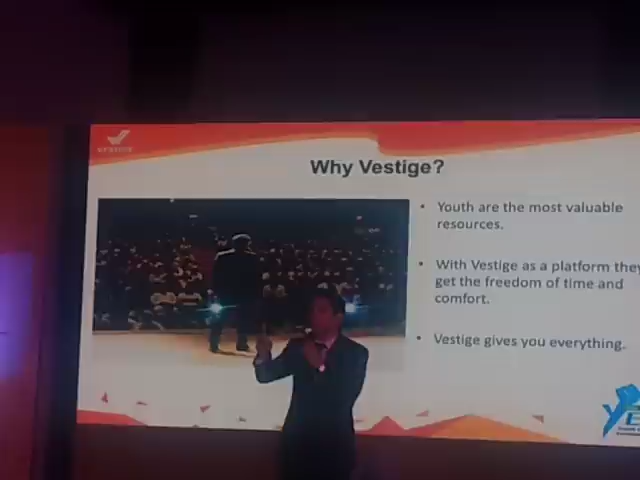 VESTIGE
Why Vestige?
• Youth are the most valuable
resources.
• With Vestige as a platform they
get the freedom of time and
comfort.
• Vestige gives you everything.